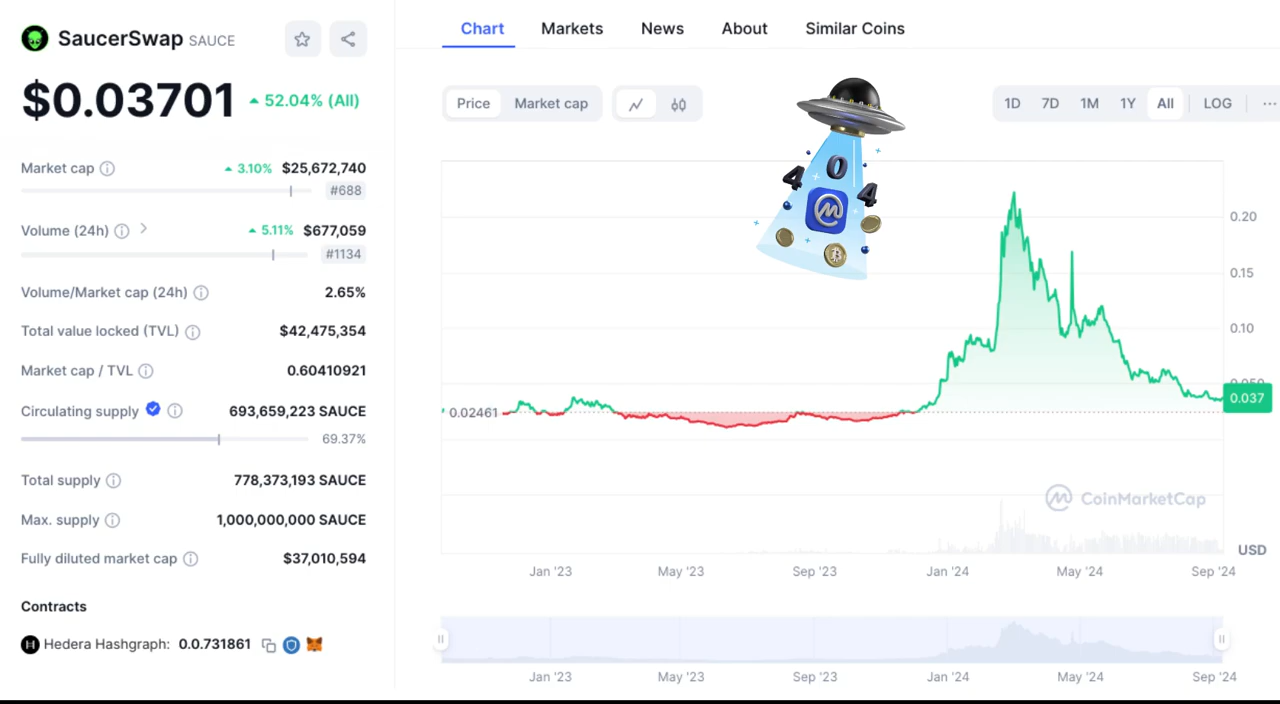 SaucerSwap SAUCE
$0.03701 52.04% (All)
Market cap 3.10% $25,672,740
#688
Volume (24h) 5.11% $677,059
#1134
Volume/Market cap (24h) 2.65%
Total value locked (TVL) $42,475,354
Market cap / TVL 0.60410921
Circulating supply 693,659,223 SAUCE
69.37%
Total supply 778,373,193 SAUCE
Max. supply 1,000,000,000 SAUCE
Fully diluted market cap $37,010,594
Contracts
Hedera Hashgraph: 0.0.731861
Chart Markets News About Similar Coins
Price Market cap
1D 7D 1M 1Y All LOG ...
4 0 4
0.20
0.15
0.10
0.050
0.037
0.02461
CoinMarketCap
USD
Jan '23 May '23 Sep '23 Jan '24 May '24 Sep '24
Jan '23 May '23 Sep '23 Jan '24 May '24 Sep '24